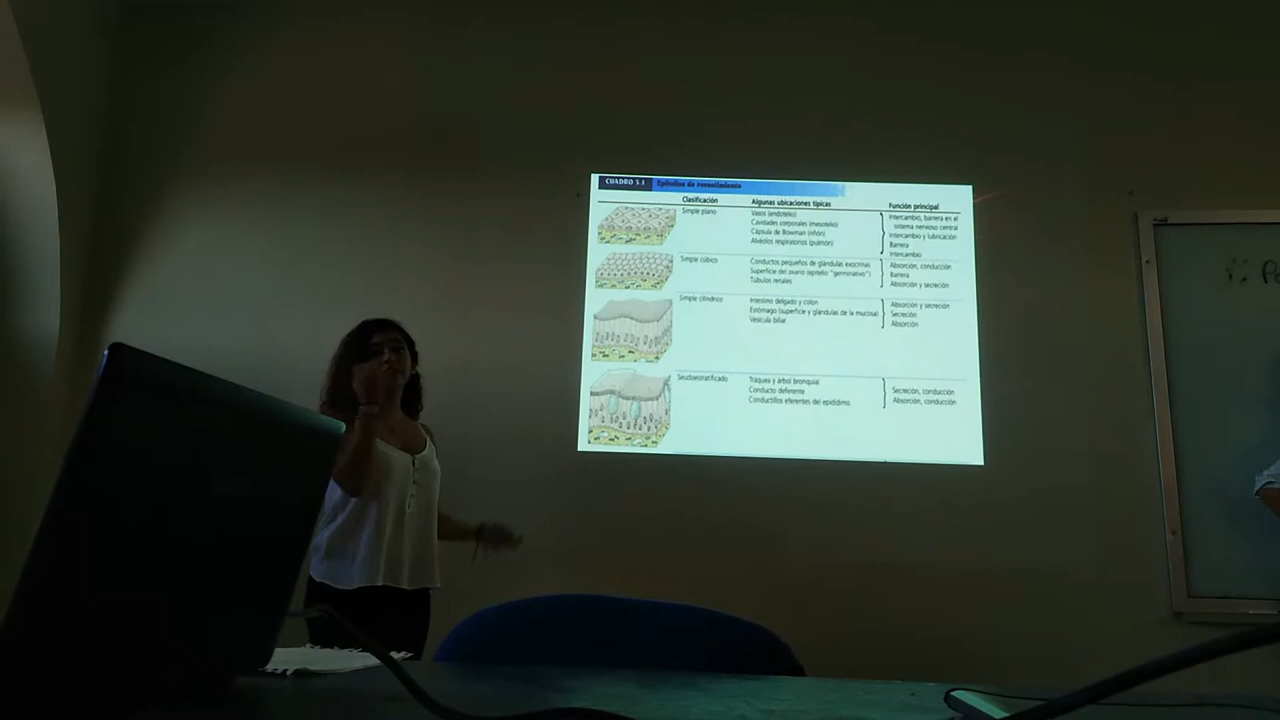 CUADRO 5.1 Epitelios de revestimiento
Clasificación Algunas ubicaciones típicas Función principal
Simple plano Vasos (endotelio) Intercambio, barrera en el
sistema nervioso central
Cavidades corporales (mesotelio) Intercambio y lubricación
Cápsula de Bowman (riñón) Barrera
Alvéolos respiratorios (pulmón) Intercambio
Simple cúbico Conductos pequeños de glándulas exocrinas Absorción, conducción
Superficie del ovario (epitelio "germinativo") Barrera
Túbulos renales Absorción y secreción
Simple cilíndrico Intestino delgado y colon Absorción y secreción
Estómago (superficie y glándulas de la mucosa) Secreción
Vesícula biliar Absorción
Seudoestratificado Tráquea y árbol bronquial Secreción, conducción
Conducto deferente Absorción, conducción
Conductillos eferentes del epidídimo